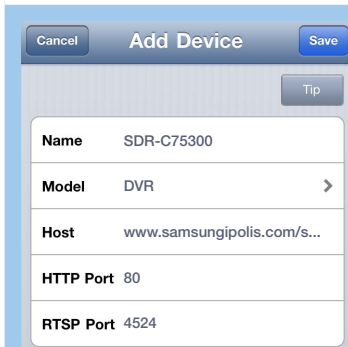 Cancel Add Device Save
Tip
Name SDR-C75300
Model DVR
Host www.samsungipolis.com/s...
HTTP Port 80
RTSP Port 4524